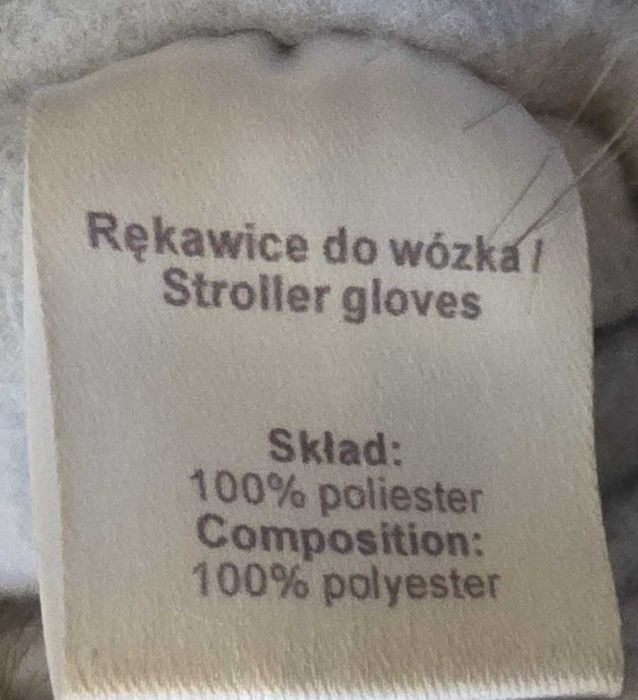 Rękawice do wózka /
Stroller gloves
Skład:
100% poliester
Composition:
100% polyester